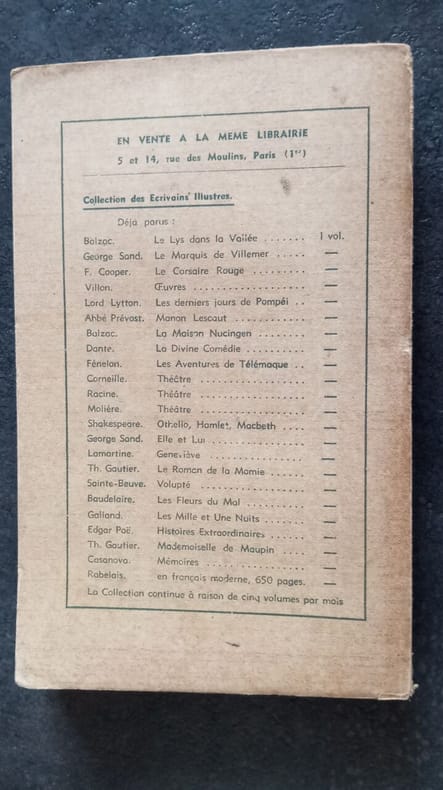 EN VENTE A LA MEME LIBRAIRIE
5 et 14, rue des Moulins, Paris (1er)
Collection des Ecrivains Illustres.
Déjà parus :
Balzac. Le Lys dans la Vallée ....... 1 vol.
George Sand. Le Marquis de Villemer ..... —
F. Cooper. Le Corsaire Rouge ......... —
Villon. Œuvres ................. —
Lord Lytton. Les derniers jours de Pompéi .. —
Abbé Prévost. Manon Lescaut ............ —
Balzac. La Maison Nucingen ........ —
Dante. La Divine Comédie .......... —
Fénelon. Les Aventures de Télémaque .. —
Corneille. Théâtre ................ —
Racine. Théâtre ................ —
Molière. Théâtre ................ —
Shakespeare. Othello, Hamlet, Macbeth .... —
George Sand. Elle et Lui ............... —
Lamartine. Geneviève ............... —
Th. Gautier. Le Roman de la Momie ...... —
Sainte-Beuve. Volupté ................. —
Baudelaire. Les Fleurs du Mal .......... —
Galland. Les Mille et Une Nuits ....... —
Edgar Poë. Histoires Extraordinaires ...... —
Th. Gautier. Mademoiselle de Maupin .... —
Casanova. Mémoires ............... —
Rabelais. en français moderne, 650 pages. —
La Collection continue à raison de cinq volumes par mois